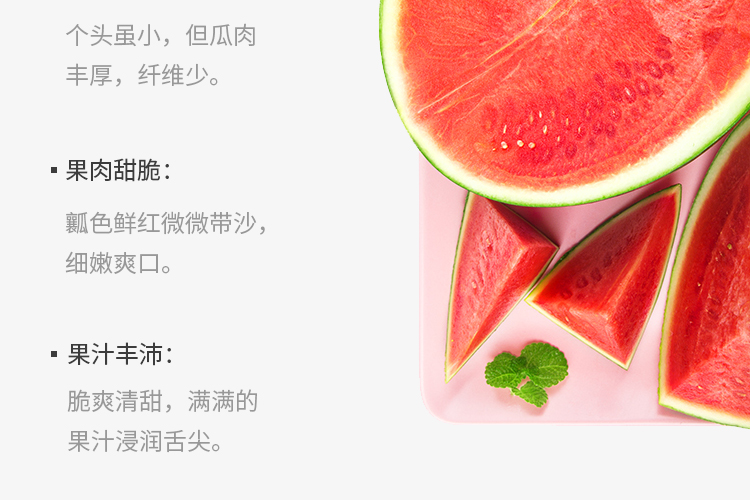 个头虽小，但瓜肉
丰厚，纤维少。
果肉甜脆：
瓤色鲜红微微带沙，
细嫩爽口。
果汁丰沛：
脆爽清甜，满满的
果汁浸润舌尖。